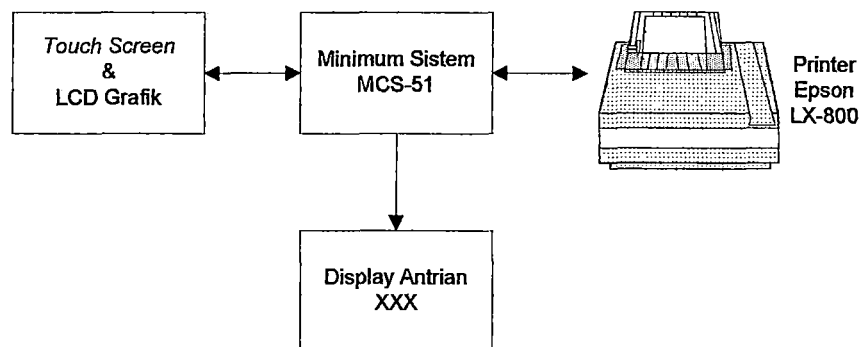 Touch Screen
&
LCD Grafik
Minimum Sistem
MCS-51
Printer
Epson
LX-800
Display Antrian
XXX